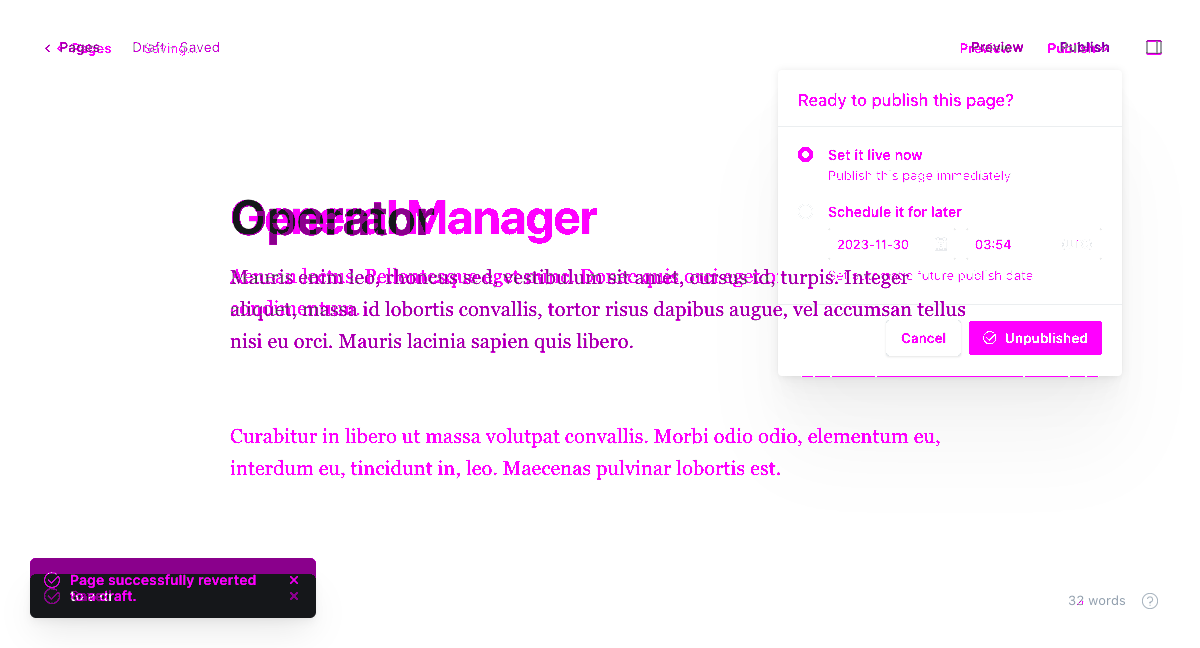 Pages
Draft - Saved
Preview
Publish
Ready to publish this page?
Set it live now
Publish this page immediately
Operator
General Manager
Schedule it for later
2023-11-30
03:54
Mauris enim leo, rhoncus sed, vestibulum sit amet, cursus id, turpis. Integer
Set automatic future publish date
aliquet, massa id lobortis convallis, tortor risus dapibus augue, vel accumsan tellus
nisi eu orci. Mauris lacinia sapien quis libero.
Cancel
Unpublished
Curabitur in libero ut massa volutpat convallis. Morbi odio odio, elementum eu,
interdum eu, tincidunt in, leo. Maecenas pulvinar lobortis est.
Page successfully reverted
to a draft.
words